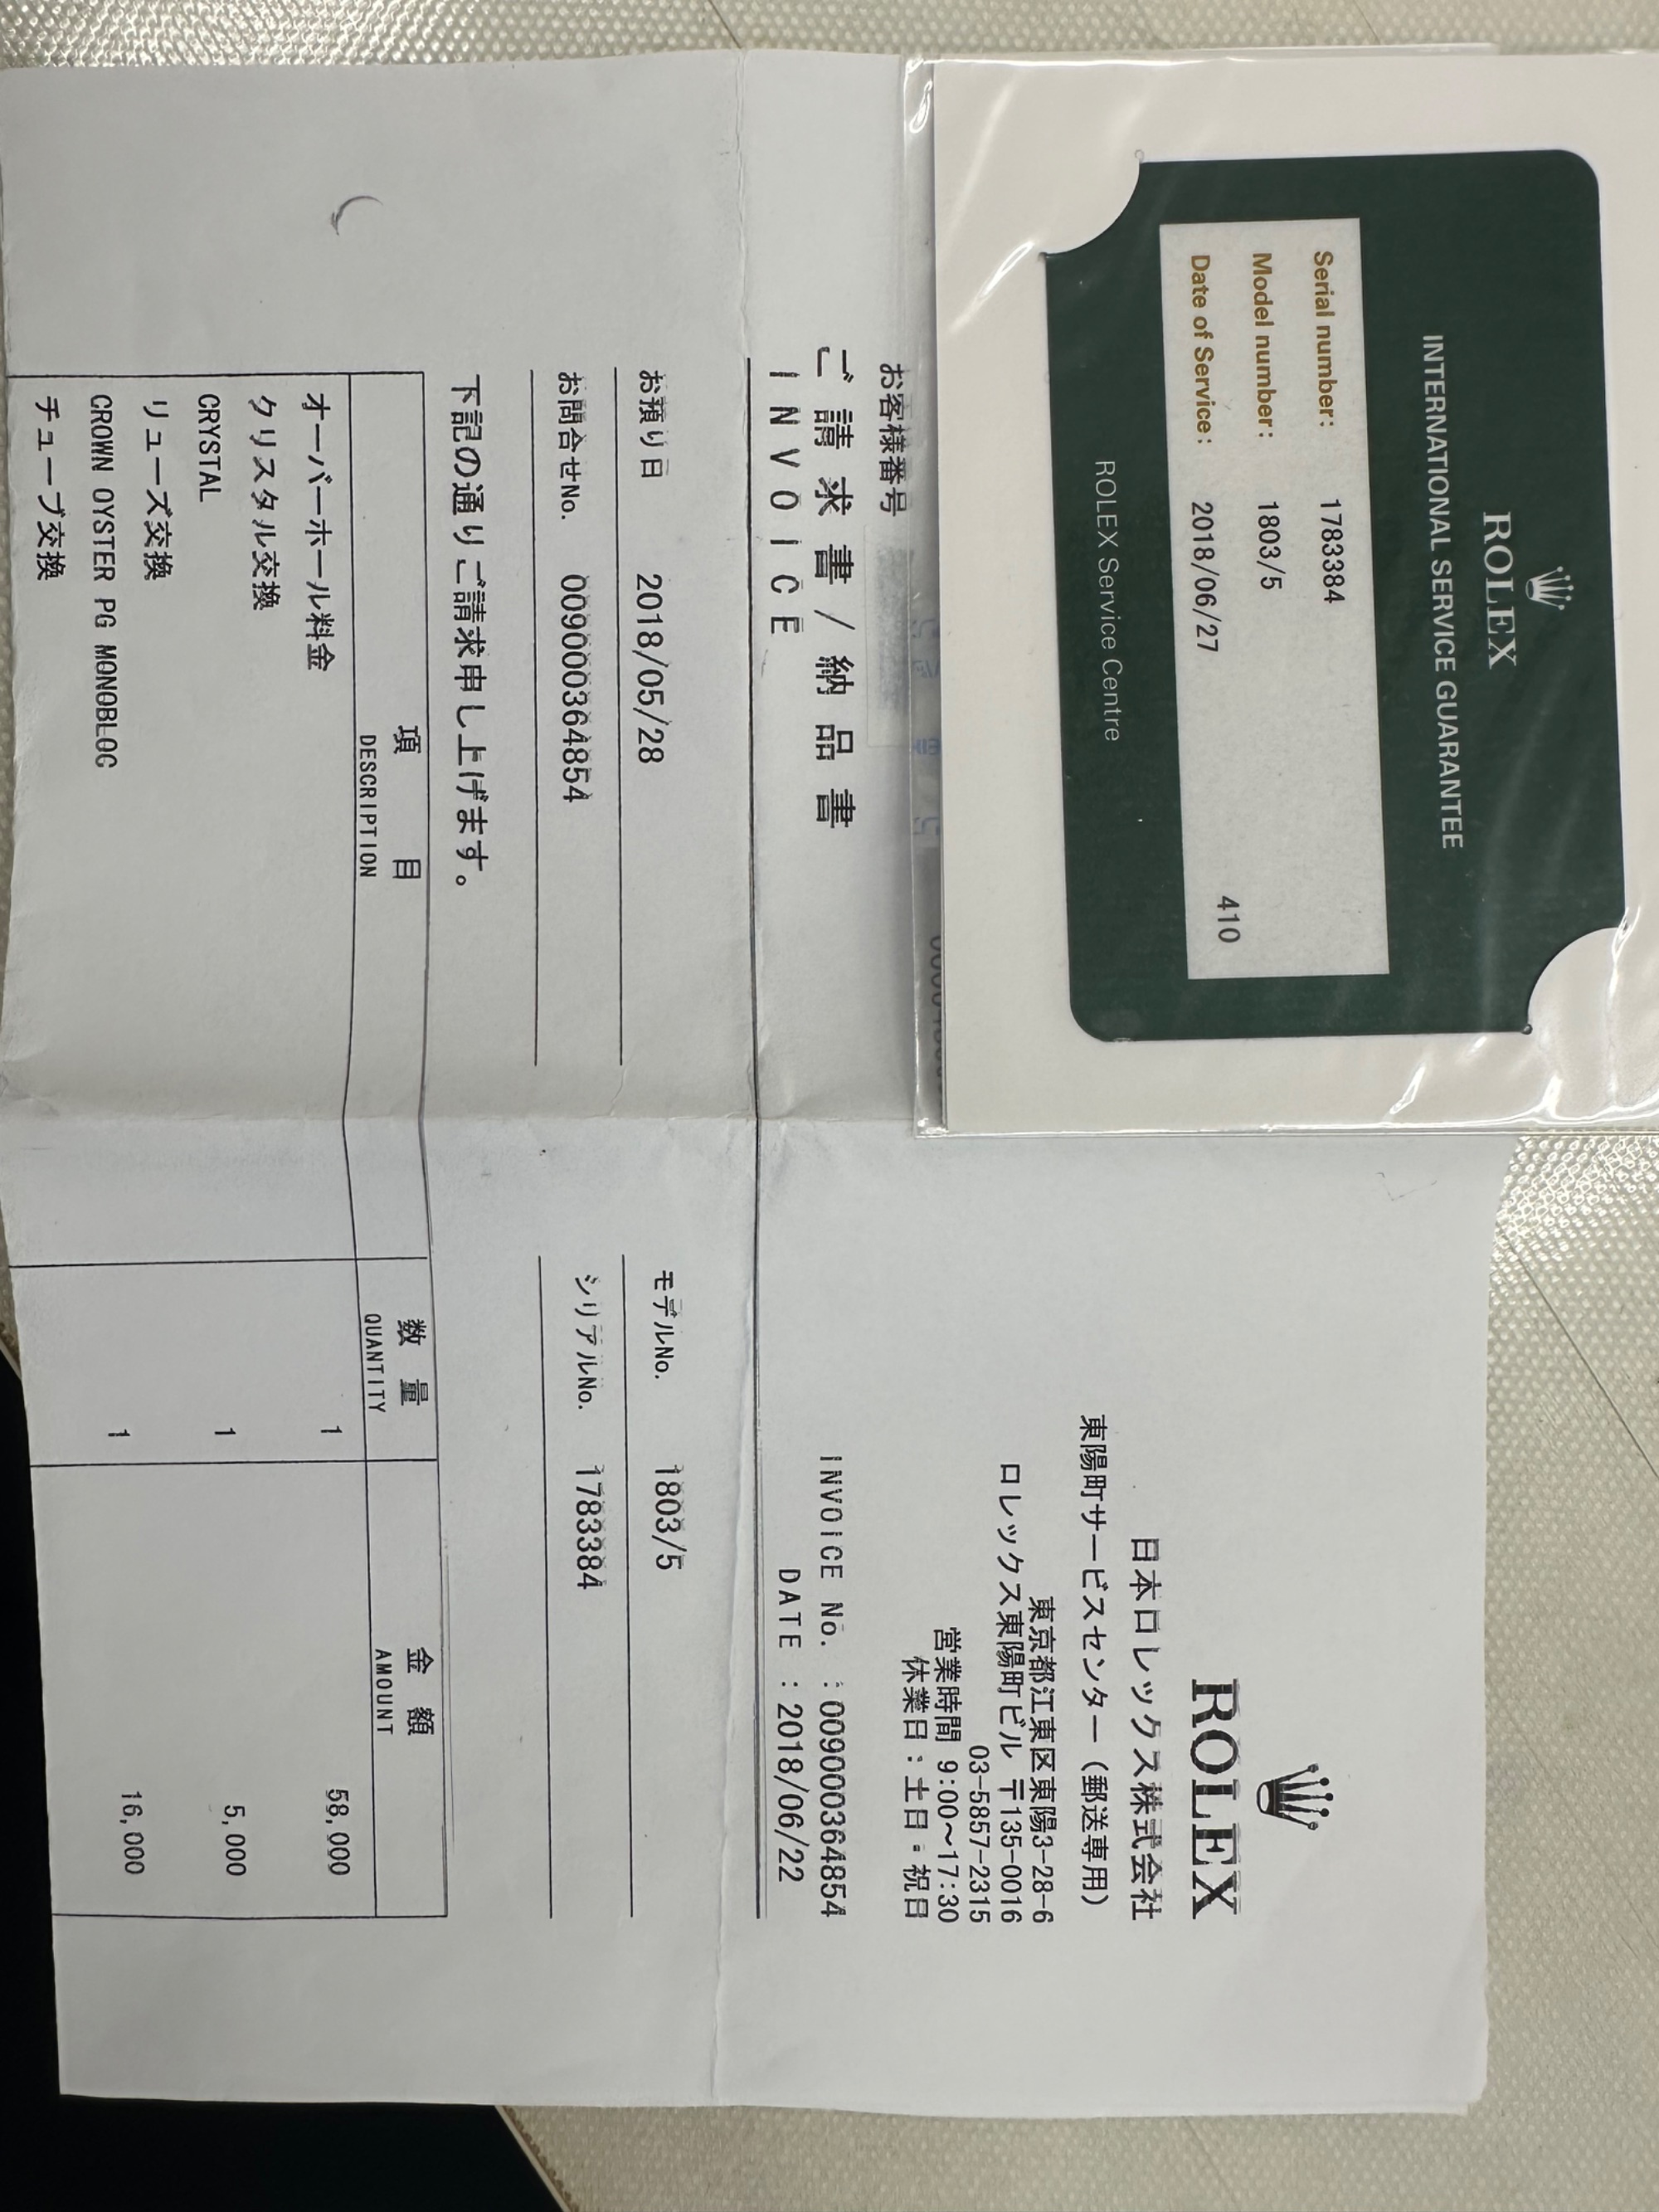 ROLEX
INTERNATIONAL SERVICE GUARANTEE
Serial number: 1783384
Model number: 1803/5
Date of Service: 2018/06/27 410
ROLEX Service Centre
ROLEX
日本ロレックス株式会社
東陽町サービスセンター(郵送専用)
東京都江東区東陽3-28-6
ロレックス東陽町ビル 〒135-0016
03-5857-2315
営業時間 9:00〜17:30
休業日:土日・祝日
お客様番号
ご請求書/納品書
INVOICE
INVOICE No. :0090003648​54
DATE :2018/06/22
お預り日 2018/05/28
モデルNo. 1803/5
お問合せNo. 009000364854
シリアルNo. 1783384
下記の通りご請求申し上げます。
項目 数量 金額
DESCRIPTION QUANTITY AMOUNT
オーバーホール料金 1 58,000
クリスタル交換
CRYSTAL 1 5,000
リューズ交換
CROWN OYSTER PG MONOBLOC 1 16,000
チューブ交換